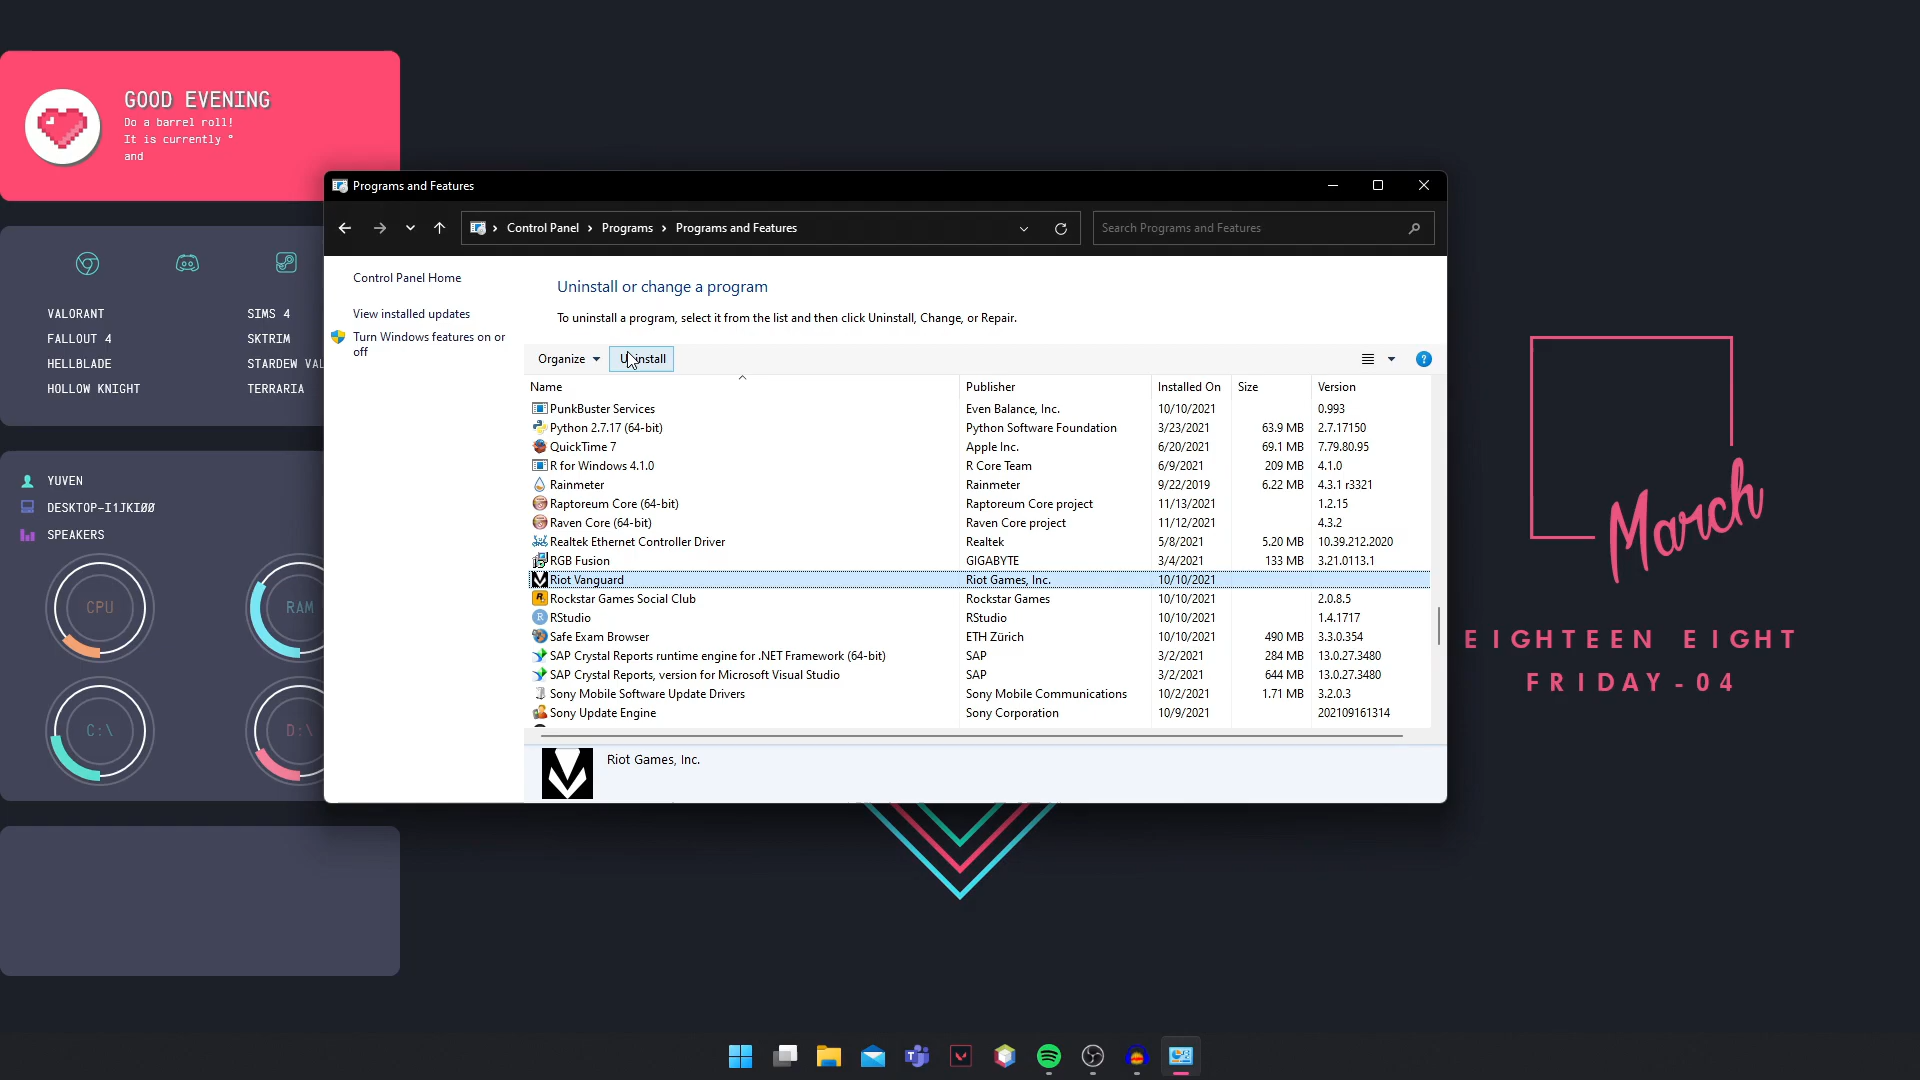 GOOD EVENING
Do a barrel roll!
It is currently °
and
VALORANT SIMS 4
FALLOUT 4 SKTRIM
HELLBLADE STARDEW VAL
HOLLOW KNIGHT TERRARIA
YUVEN
DESKTOP-I1JKI00
SPEAKERS
CPU RAM
C:\ D:\
Programs and Features
Control Panel Programs Programs and Features
Search Programs and Features
Control Panel Home
View installed updates
Turn Windows features on or
off
Uninstall or change a program
To uninstall a program, select it from the list and then click Uninstall, Change, or Repair.
Organize Uninstall
Name Publisher Installed On Size Version
PunkBuster Services Even Balance, Inc. 10/10/2021 0.993
Python 2.7.17 (64-bit) Python Software Foundation 3/23/2021 63.9 MB 2.7.17150
QuickTime 7 Apple Inc. 6/20/2021 69.1 MB 7.79.80.95
R for Windows 4.1.0 R Core Team 6/9/2021 209 MB 4.1.0
Rainmeter Rainmeter 9/22/2019 6.22 MB 4.3.1 r3321
Raptoreum Core (64-bit) Raptoreum Core project 11/13/2021 1.2.15
Raven Core (64-bit) Raven Core project 11/12/2021 4.3.2
Realtek Ethernet Controller Driver Realtek 5/8/2021 5.20 MB 10.39.212.2020
RGB Fusion GIGABYTE 3/4/2021 133 MB 3.21.0113.1
Riot Vanguard Riot Games, Inc. 10/10/2021
Rockstar Games Social Club Rockstar Games 10/10/2021 2.0.8.5
RStudio RStudio 10/10/2021 1.4.1717
Safe Exam Browser ETH Zürich 10/10/2021 490 MB 3.3.0.354
SAP Crystal Reports runtime engine for .NET Framework (64-bit) SAP 3/2/2021 284 MB 13.0.27.3480
SAP Crystal Reports, version for Microsoft Visual Studio SAP 3/2/2021 644 MB 13.0.27.3480
Sony Mobile Software Update Drivers Sony Mobile Communications 10/2/2021 1.71 MB 3.2.0.3
Sony Update Engine Sony Corporation 10/9/2021 202109161314
Riot Games, Inc.
March
EIGHTEEN EIGHT
FRIDAY-04